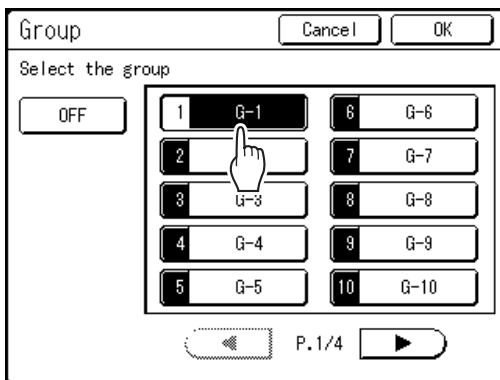 Group Cancel OK
Select the group
OFF 1 G-1 6 G-6
2 7 G-7
3 G-3 8 G-8
4 G-4 9 G-9
5 G-5 10 G-10
P.1/4